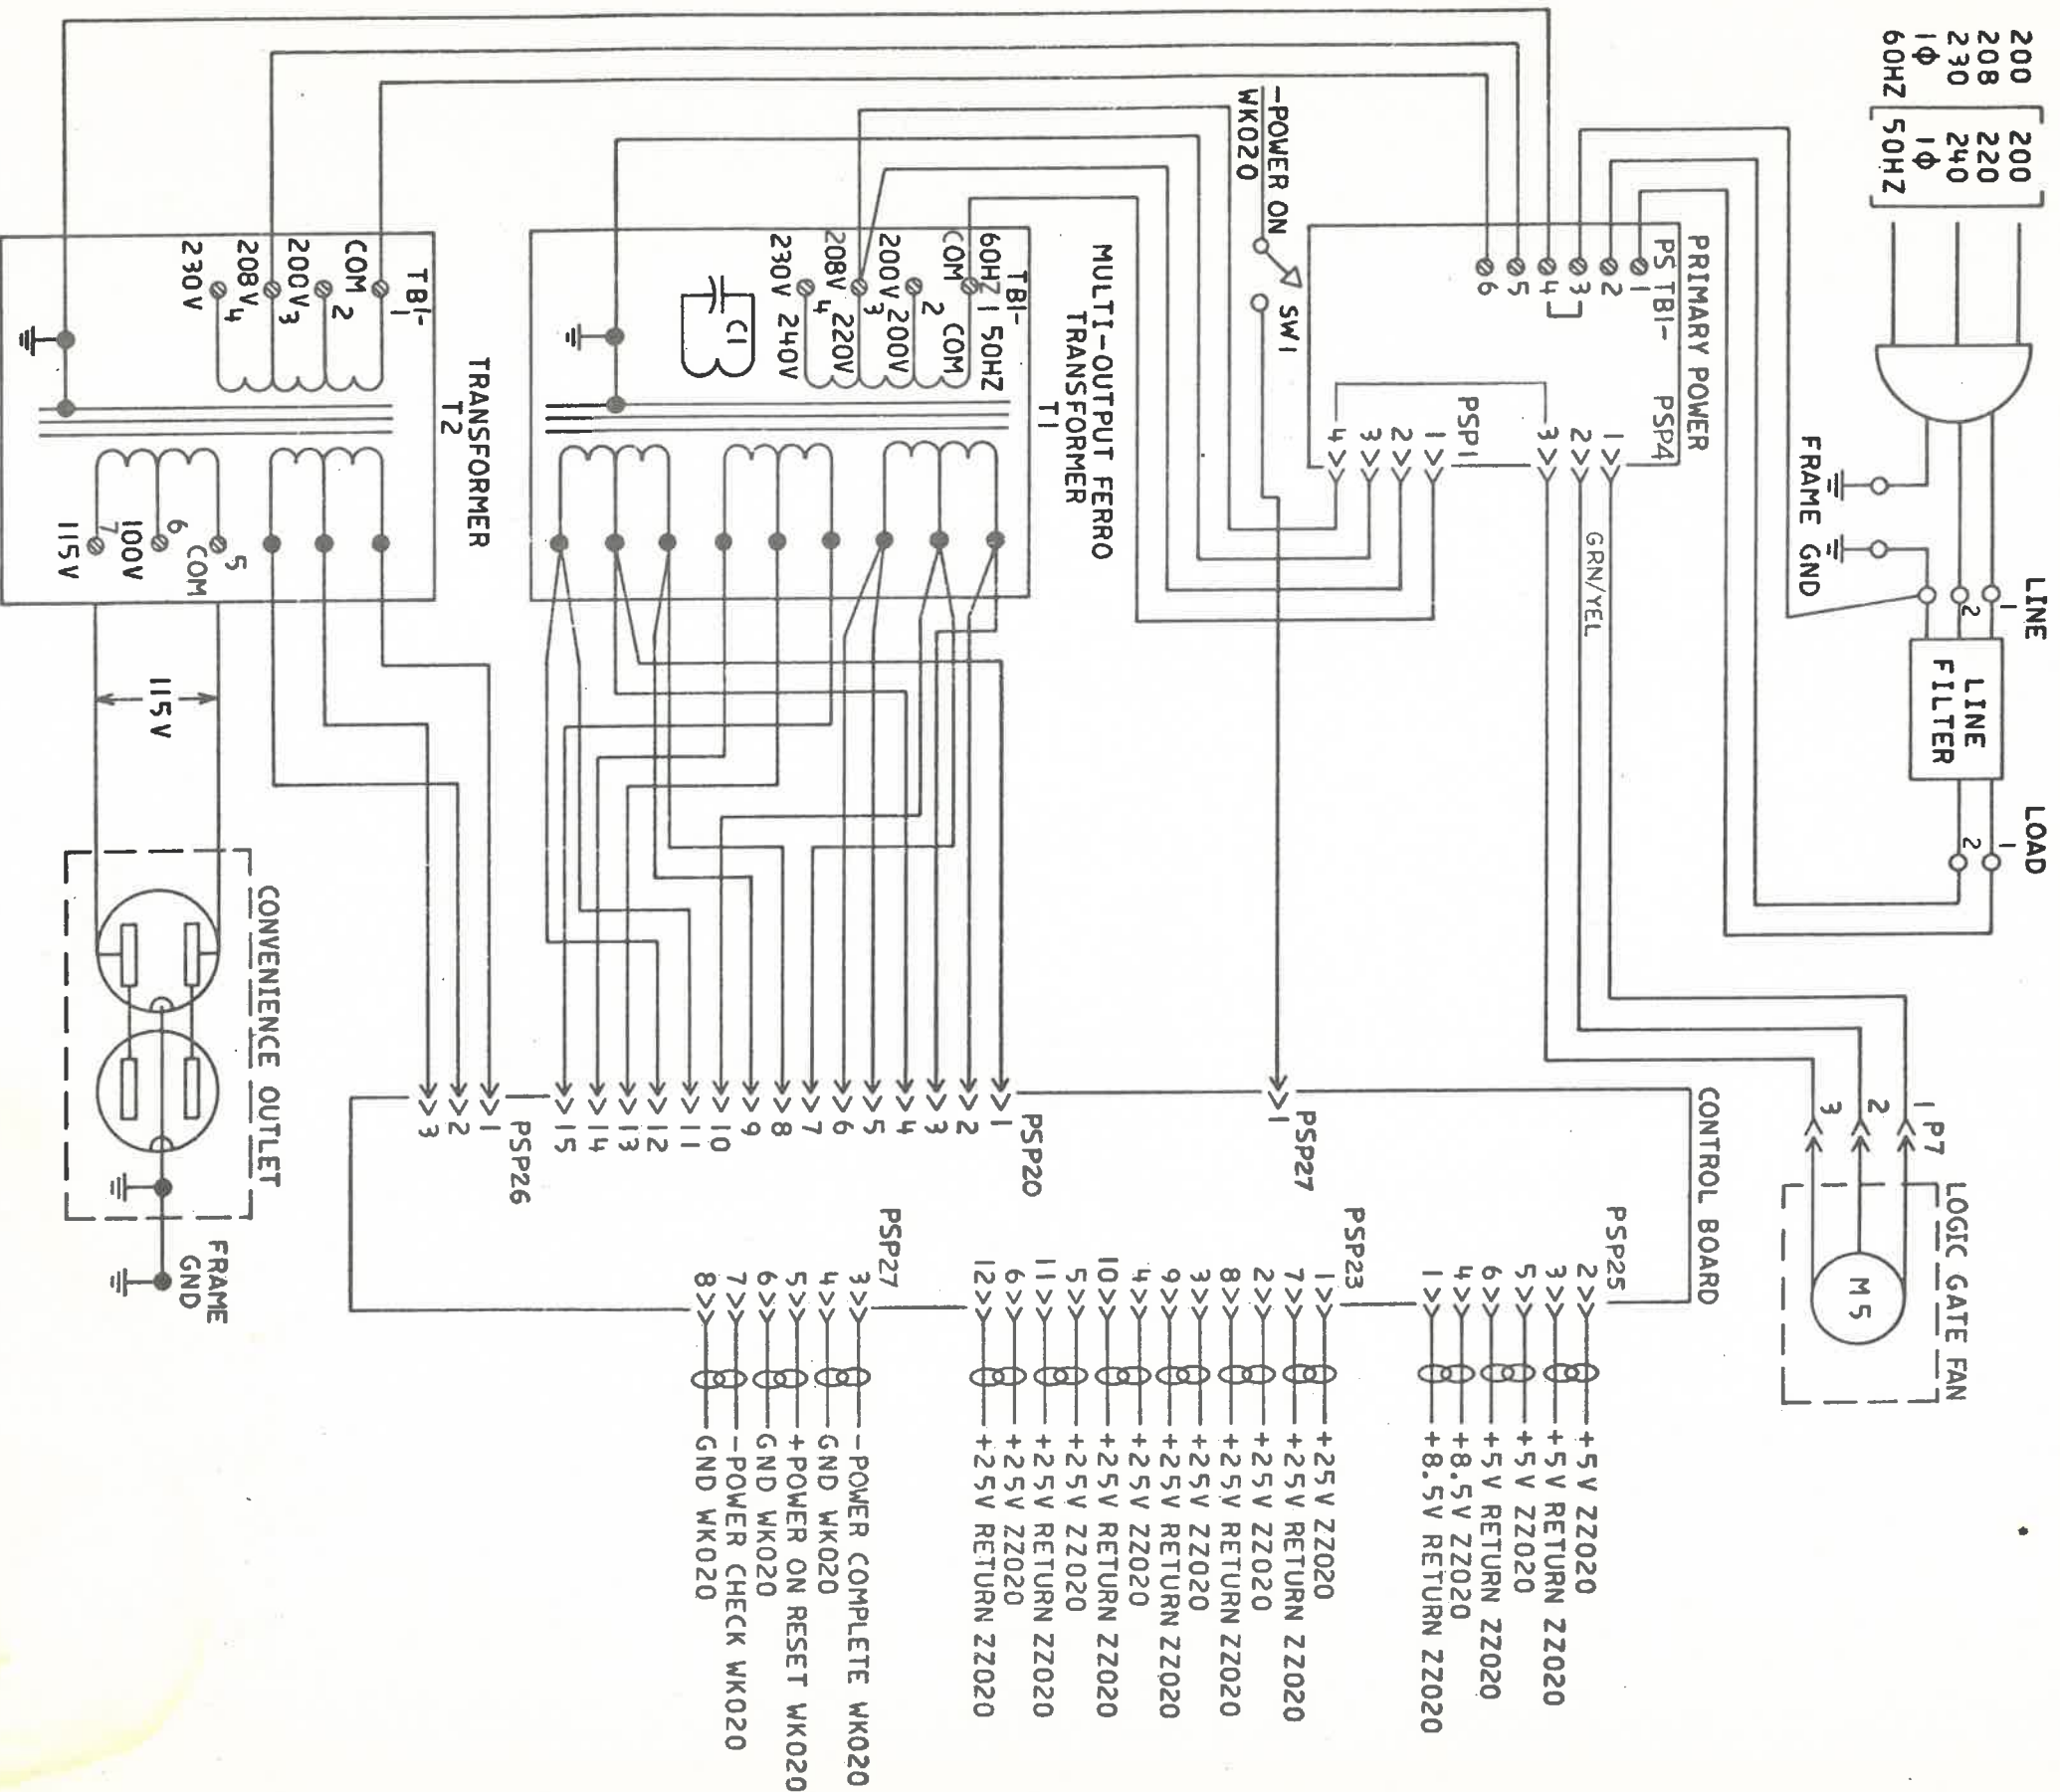 200 200
208 220
230 240
1Φ 1Φ
60HZ 50HZ
LINE
1
2
LINE
FILTER
LOAD
1
2
FRAME GND
P7
1
2
3
LOGIC GATE FAN
M5
PRIMARY POWER
PS TB1-
1
2
3
4
5
6
PSP4
1
2
3
GRN/YEL
PSP1
1
2
3
4
-POWER ON
WK020
SW1
PSP27
1
CONTROL BOARD
PSP25
2 +5V ZZ020
3 +5V RETURN ZZ020
5 +5V ZZ020
6 +5V RETURN ZZ020
4 +8.5V ZZ020
1 +8.5V RETURN ZZ020
PSP23
1 +25V ZZ020
7 +25V RETURN ZZ020
2 +25V ZZ020
8 +25V RETURN ZZ020
3 +25V ZZ020
9 +25V RETURN ZZ020
4 +25V ZZ020
10 +25V RETURN ZZ020
5 +25V ZZ020
11 +25V RETURN ZZ020
6 +25V ZZ020
12 +25V RETURN ZZ020
PSP27
3 -POWER COMPLETE WK020
4 GND WK020
5 +POWER ON RESET WK020
6 GND WK020
7 -POWER CHECK WK020
8 GND WK020
MULTI-OUTPUT FERRO
TRANSFORMER
T1
TB1-
60HZ 1 50HZ
COM COM
2
200V 200V
3
208V 220V
4
230V 240V
C1
PSP20
1
2
3
4
5
6
7
8
9
10
11
12
13
14
15
TRANSFORMER
T2
TB1-
1
COM
2
200V
3
208V
4
230V
5
COM
6
100V
7
115V
PSP26
1
2
3
115V
CONVENIENCE OUTLET
FRAME
GND